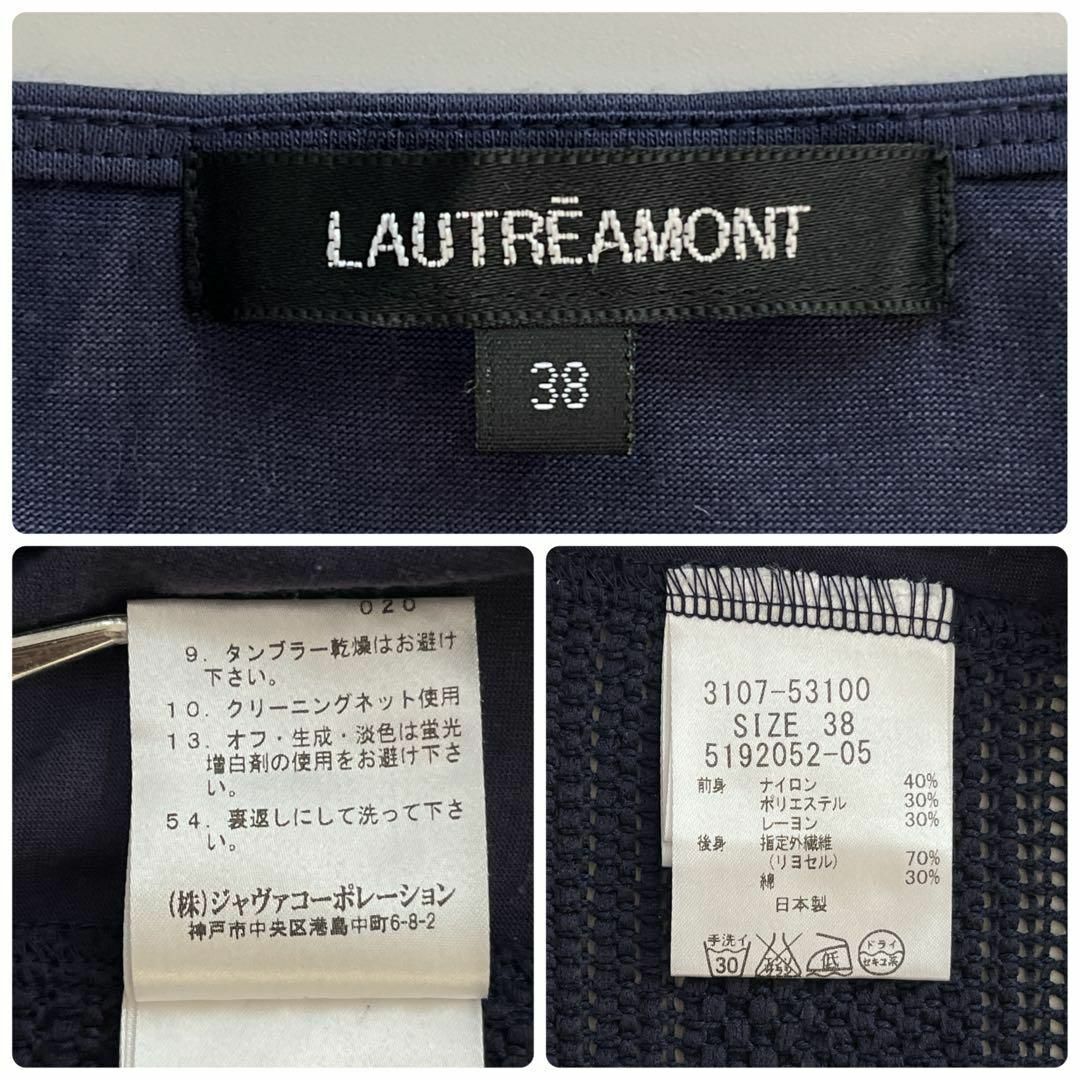 LAUTRĒAMONT
38
020
9. タンブラー乾燥はお避け
下さい。
10. クリーニングネット使用
13. オフ・生成・淡色は蛍光
増白剤の使用をお避け下さ
い。
54. 裏返しにして洗って下さ
い。
(株)ジャヴァコーポレーション
神戸市中央区港島中町6-8-2
3107-53100
SIZE 38
5192052-05
前身 ナイロン 40%
ポリエステル 30%
レーヨン 30%
後身 指定外繊維
(リヨセル) 70%
綿 30%
日本製
手洗イ 30 エンソ サラシ 低 ドライ セキユ系